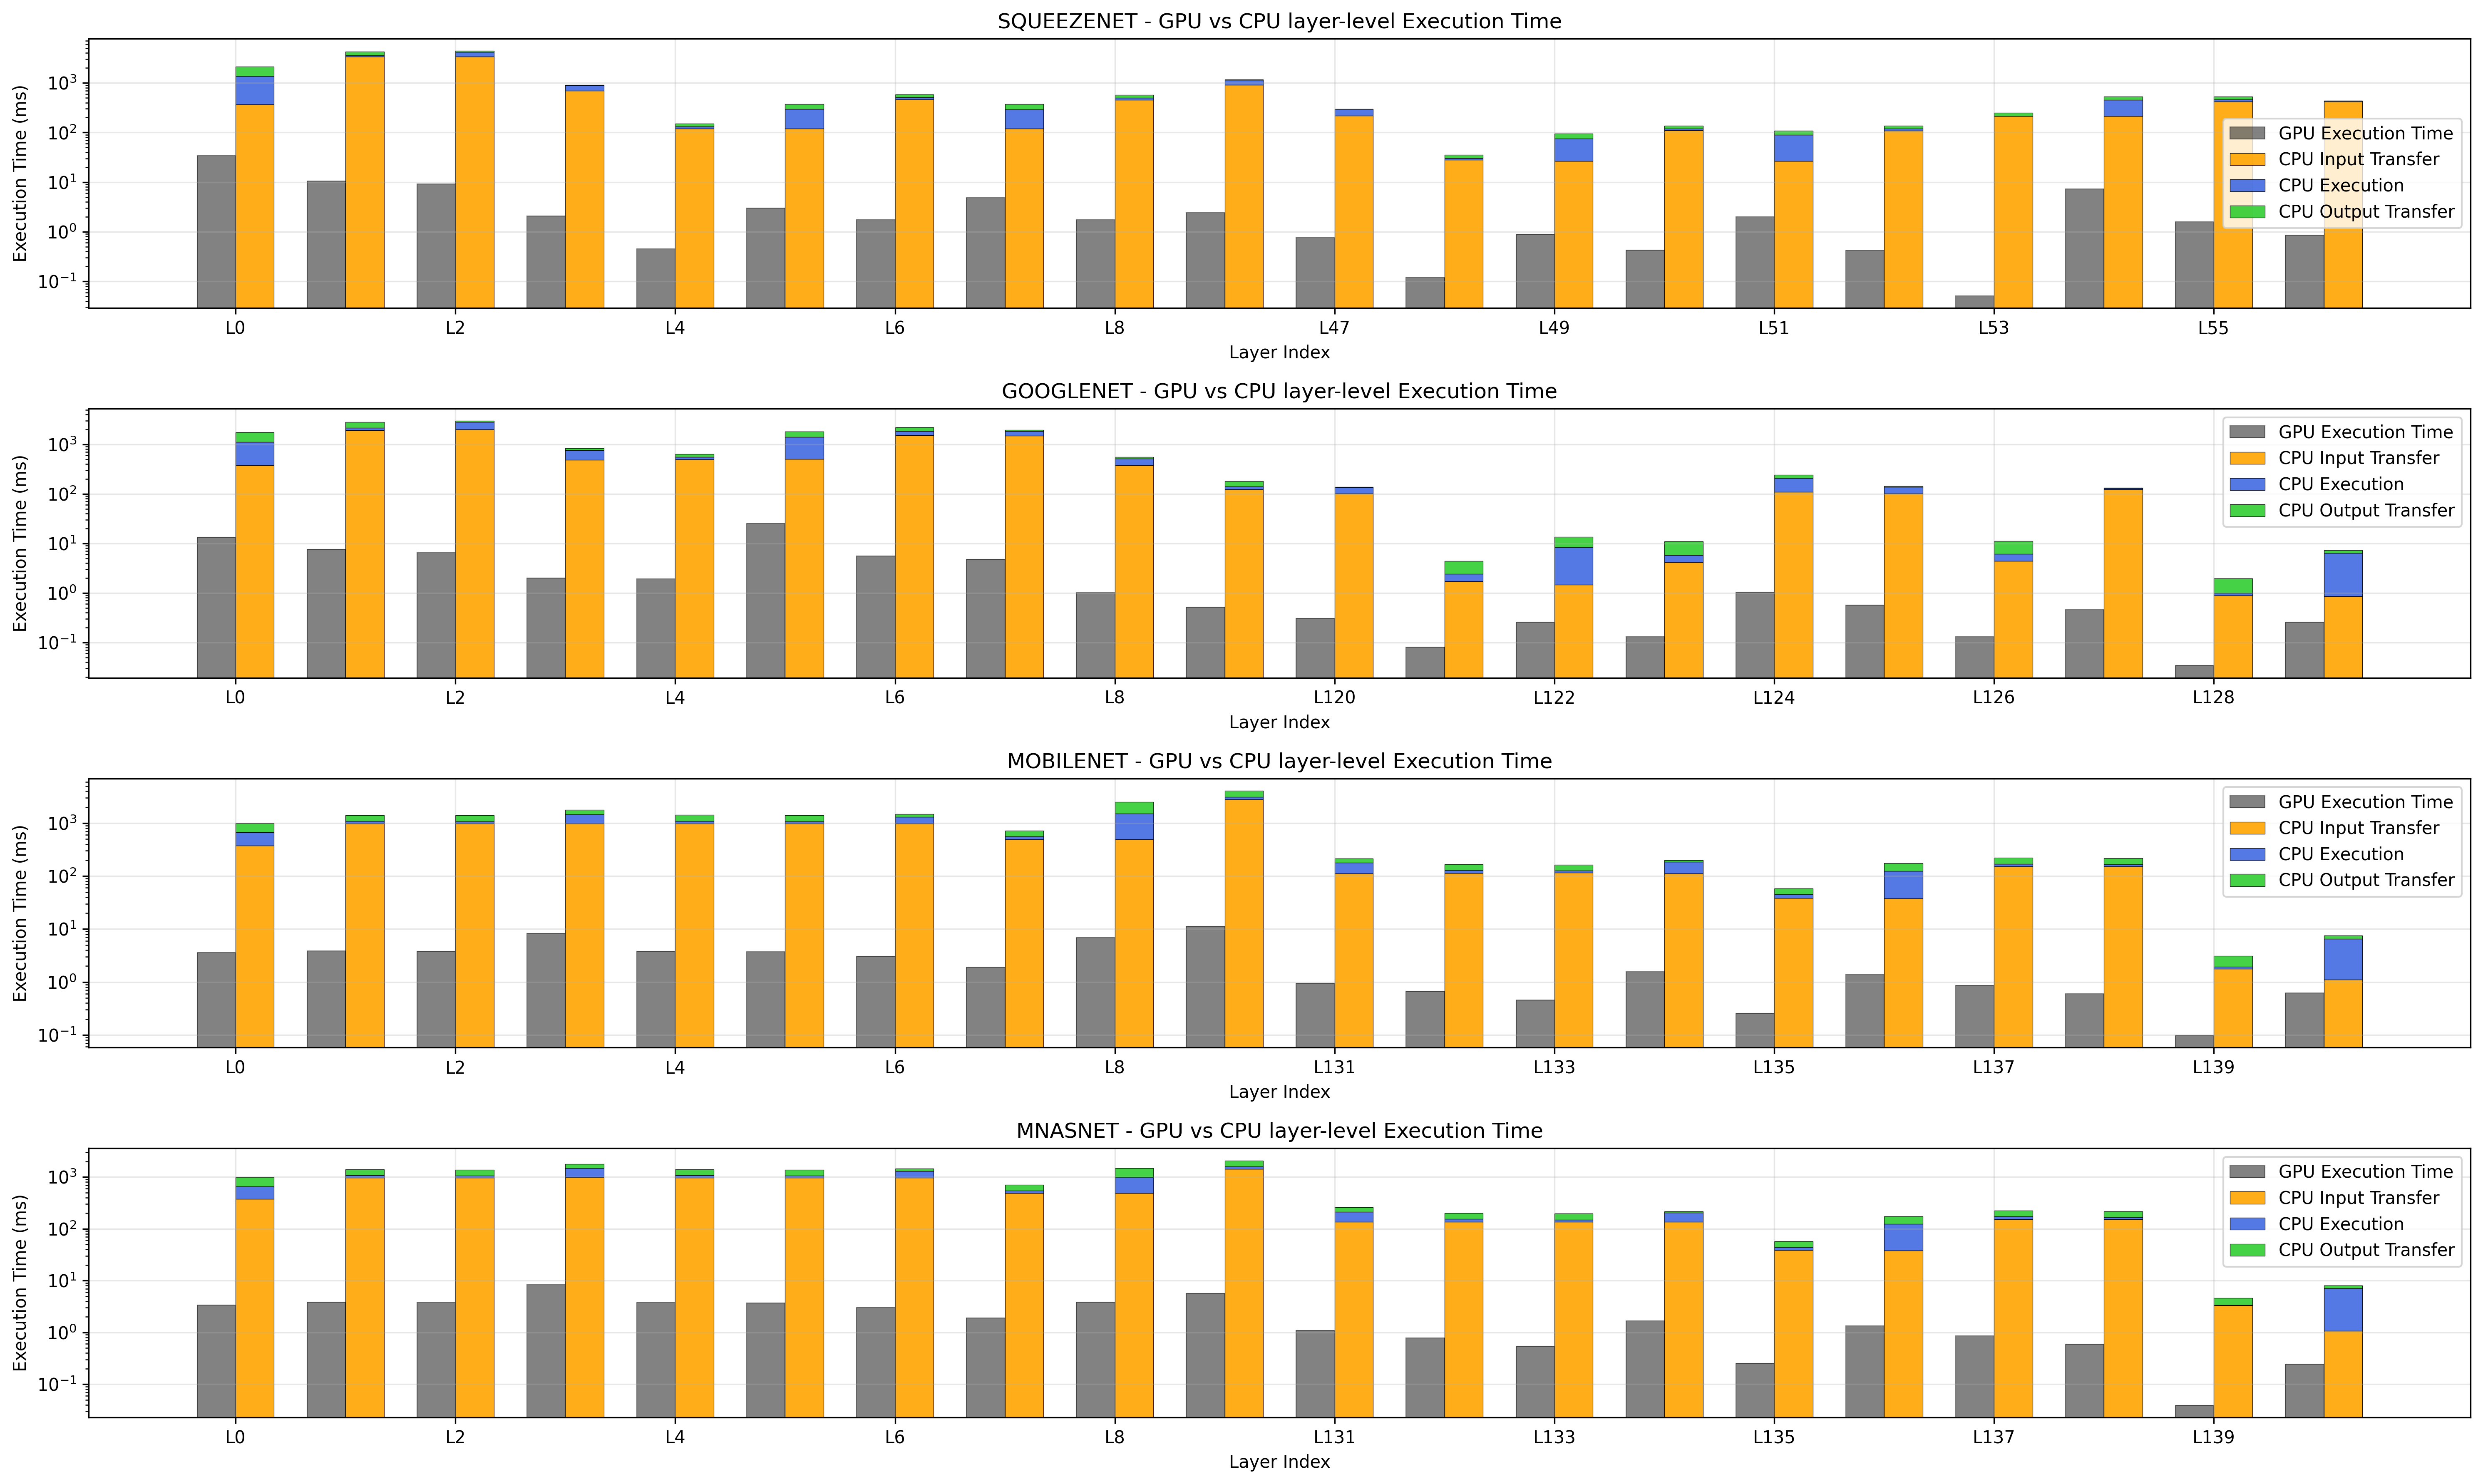 SQUEEZENET - GPU vs CPU layer-level Execution Time
Execution Time (ms)
10³
10²
10¹
10⁰
10⁻¹
GPU Execution Time
CPU Input Transfer
CPU Execution
CPU Output Transfer
L0 L2 L4 L6 L8 L47 L49 L51 L53 L55
Layer Index
GOOGLENET - GPU vs CPU layer-level Execution Time
Execution Time (ms)
10³
10²
10¹
10⁰
10⁻¹
GPU Execution Time
CPU Input Transfer
CPU Execution
CPU Output Transfer
L0 L2 L4 L6 L8 L120 L122 L124 L126 L128
Layer Index
MOBILENET - GPU vs CPU layer-level Execution Time
Execution Time (ms)
10³
10²
10¹
10⁰
10⁻¹
GPU Execution Time
CPU Input Transfer
CPU Execution
CPU Output Transfer
L0 L2 L4 L6 L8 L131 L133 L135 L137 L139
Layer Index
MNASNET - GPU vs CPU layer-level Execution Time
Execution Time (ms)
10³
10²
10¹
10⁰
10⁻¹
GPU Execution Time
CPU Input Transfer
CPU Execution
CPU Output Transfer
L0 L2 L4 L6 L8 L131 L133 L135 L137 L139
Layer Index